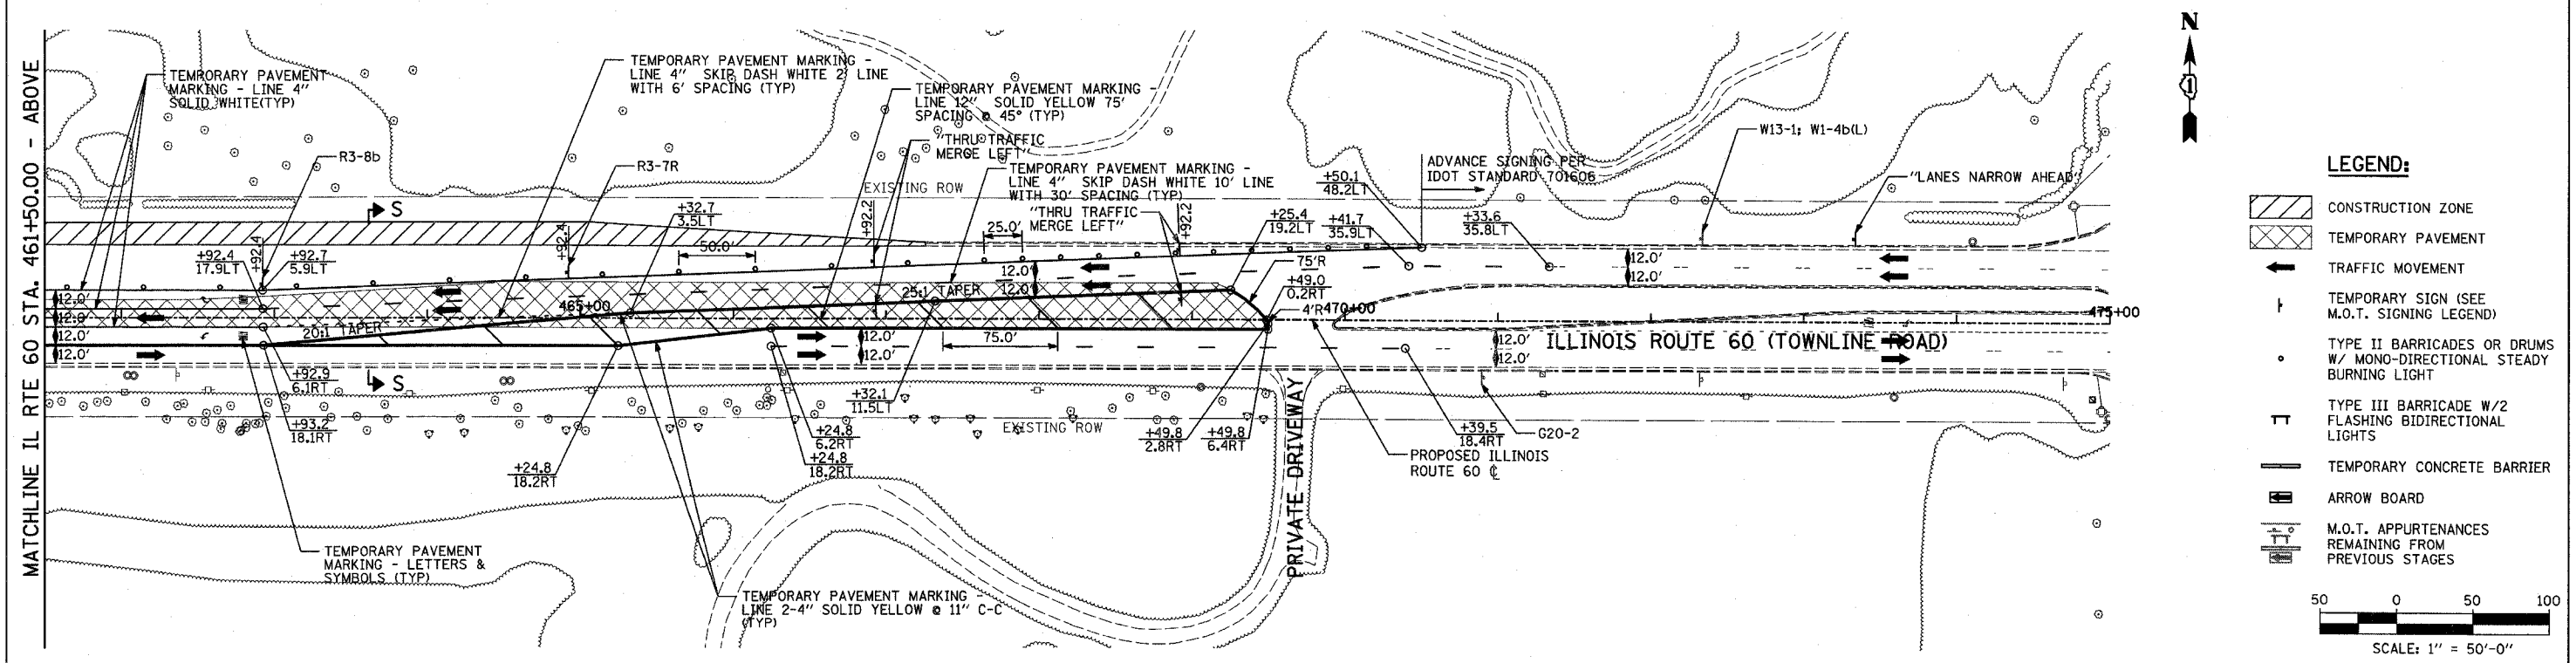 MATCHLINE IL RTE 60 STA. 461+50.00 - ABOVE
TEMPORARY PAVEMENT
MARKING - LINE 4"
SOLID WHITE(TYP)
R3-8b
TEMPORARY PAVEMENT MARKING -
LINE 4" SKIP DASH WHITE 2' LINE
WITH 6' SPACING (TYP)
R3-7R
TEMPORARY PAVEMENT MARKING -
LINE 12" SOLID YELLOW 75'
SPACING @ 45° (TYP)
"THRU TRAFFIC
MERGE LEFT"
TEMPORARY PAVEMENT MARKING -
LINE 4" SKIP DASH WHITE 10' LINE
WITH 30' SPACING (TYP)
"THRU TRAFFIC
MERGE LEFT"
EXISTING ROW
ADVANCE SIGNING PER
IDOT STANDARD 701606
W13-1; W1-4b(L)
"LANES NARROW AHEAD"
+50.1
48.2LT
S
+32.7
3.5LT
+92.4
+92.4
+92.2
+92.2
50.0'
25.0'
+25.4
19.2LT
+41.7
35.9LT
+33.6
35.8LT
+92.4
17.9LT
+92.7
5.9LT
75'R
+49.0
0.2RT
4'R
12.0'
12.0'
12.0'
12.0'
12.0'
12.0'
12.0'
12.0'
12.0'
12.0'
12.0'
12.0'
465+00
470+00
475+00
25:1 TAPER
20:1 TAPER
75.0'
ILLINOIS ROUTE 60 (TOWNLINE ROAD)
+92.9
6.1RT
S
+93.2
18.1RT
+24.8
18.2RT
+24.8
6.2RT
+24.8
18.2RT
+32.1
11.5LT
EXISTING ROW
+49.8
2.8RT
+49.8
6.4RT
+39.5
18.4RT
G20-2
PROPOSED ILLINOIS
ROUTE 60 ℄
PRIVATE DRIVEWAY
TEMPORARY PAVEMENT
MARKING - LETTERS &
SYMBOLS (TYP)
TEMPORARY PAVEMENT MARKING -
LINE 2-4" SOLID YELLOW @ 11" C-C
(TYP)
N
1
LEGEND:
CONSTRUCTION ZONE
TEMPORARY PAVEMENT
TRAFFIC MOVEMENT
TEMPORARY SIGN (SEE
M.O.T. SIGNING LEGEND)
TYPE II BARRICADES OR DRUMS
W/ MONO-DIRECTIONAL STEADY
BURNING LIGHT
TYPE III BARRICADE W/2
FLASHING BIDIRECTIONAL
LIGHTS
TEMPORARY CONCRETE BARRIER
ARROW BOARD
M.O.T. APPURTENANCES
REMAINING FROM
PREVIOUS STAGES
50 0 50 100
SCALE: 1" = 50'-0"